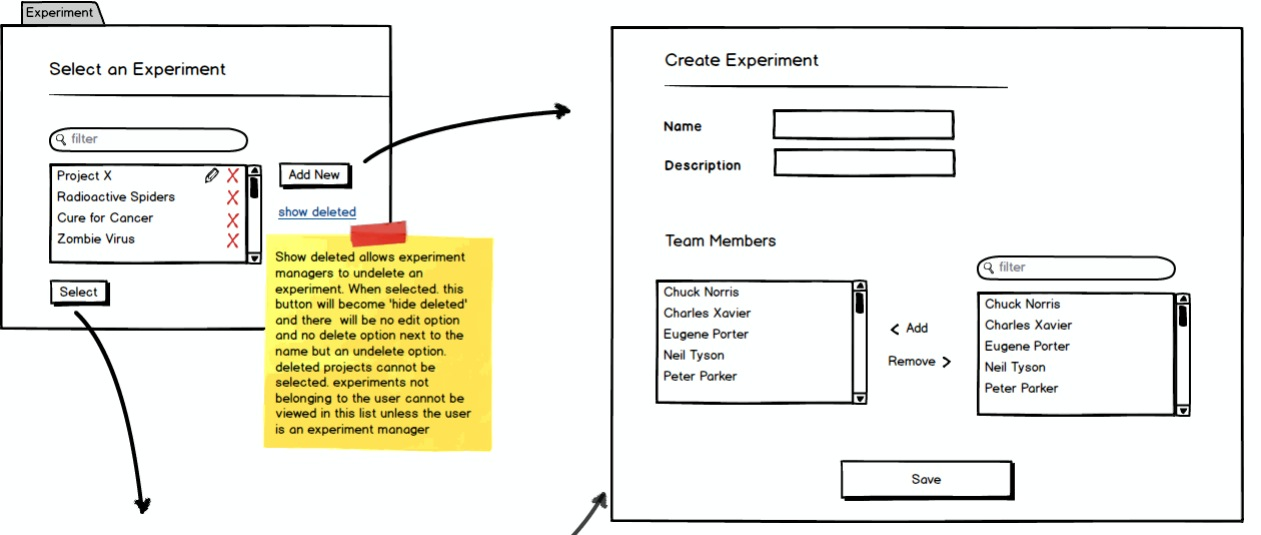 Experiment
Select an Experiment
filter
Project X
Radioactive Spiders
Cure for Cancer
Zombie Virus
Add New
show deleted
Select
Show deleted allows experiment
managers to undelete an
experiment. When selected. this
button will become 'hide deleted'
and there will be no edit option
and no delete option next to the
name but an undelete option.
deleted projects cannot be
selected. experiments not
belonging to the user cannot be
viewed in this list unless the user
is an experiment manager
Create Experiment
Name
Description
Team Members
Chuck Norris
Charles Xavier
Eugene Porter
Neil Tyson
Peter Parker
< Add
Remove >
filter
Chuck Norris
Charles Xavier
Eugene Porter
Neil Tyson
Peter Parker
Save